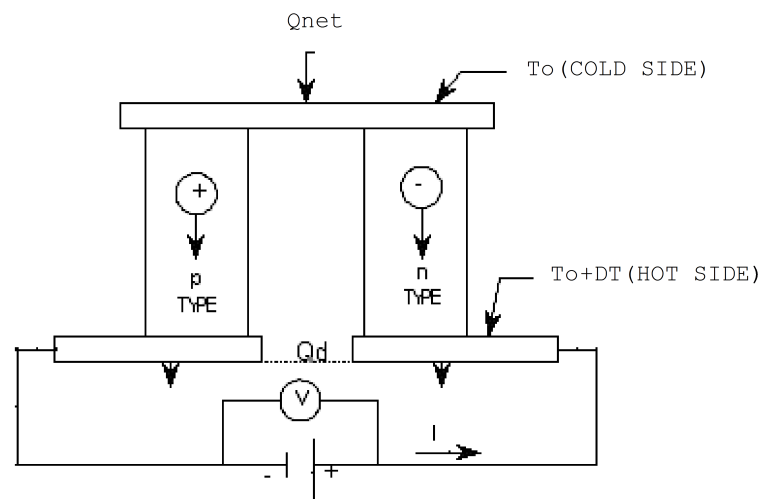 Qnet
To(COLD SIDE)
+
-
p
TYPE
n
TYPE
To+DT(HOT SIDE)
Qd
V
I
-
+